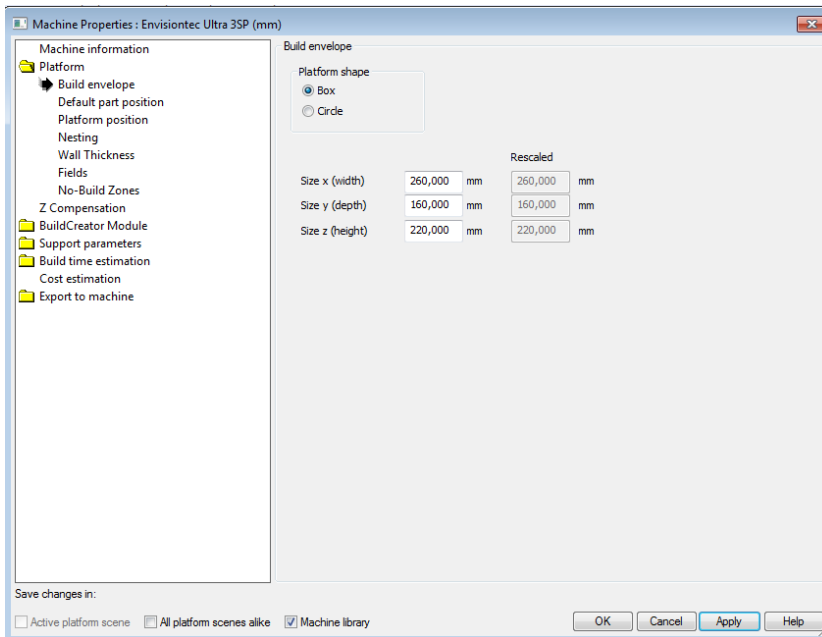 Machine Properties : Envisiontec Ultra 3SP (mm)
Machine information
Platform
Build envelope
Default part position
Platform position
Nesting
Wall Thickness
Fields
No-Build Zones
Z Compensation
BuildCreator Module
Support parameters
Build time estimation
Cost estimation
Export to machine
Build envelope
Platform shape
Box
Circle
Rescaled
Size x (width) 260,000 mm 260,000 mm
Size y (depth) 160,000 mm 160,000 mm
Size z (height) 220,000 mm 220,000 mm
Save changes in:
Active platform scene All platform scenes alike Machine library OK Cancel Apply Help